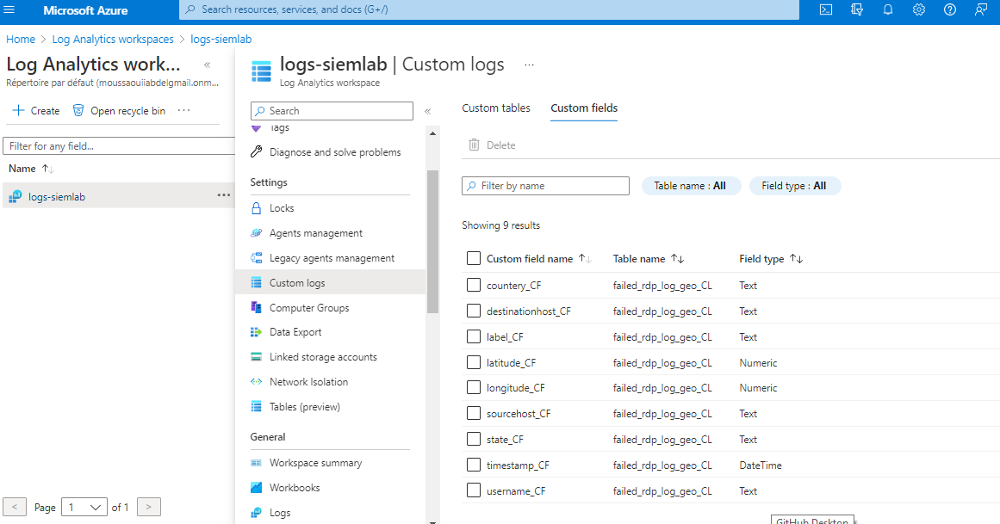 Microsoft Azure
Search resources, services, and docs (G+/)
Home > Log Analytics workspaces > logs-siemlab
Log Analytics work...
«
Répertoire par défaut (moussaouiiabdelgmail.onm...
Create
Open recycle bin
...
Filter for any field...
Name
logs-siemlab
...
< Page 1 of 1 >
logs-siemlab | Custom logs
...
Log Analytics workspace
Search
«
Tags
Diagnose and solve problems
Settings
Locks
Agents management
Legacy agents management
Custom logs
Computer Groups
Data Export
Linked storage accounts
Network Isolation
Tables (preview)
General
Workspace summary
Workbooks
Logs
Custom tables Custom fields
Delete
Filter by name
Table name : All
Field type : All
Showing 9 results
Custom field name Table name Field type
countery_CF failed_rdp_log_geo_CL Text
destinationhost_CF failed_rdp_log_geo_CL Text
label_CF failed_rdp_log_geo_CL Text
latitude_CF failed_rdp_log_geo_CL Numeric
longitude_CF failed_rdp_log_geo_CL Numeric
sourcehost_CF failed_rdp_log_geo_CL Text
state_CF failed_rdp_log_geo_CL Text
timestamp_CF failed_rdp_log_geo_CL DateTime
username_CF failed_rdp_log_geo_CL Text
GitHub Desktop